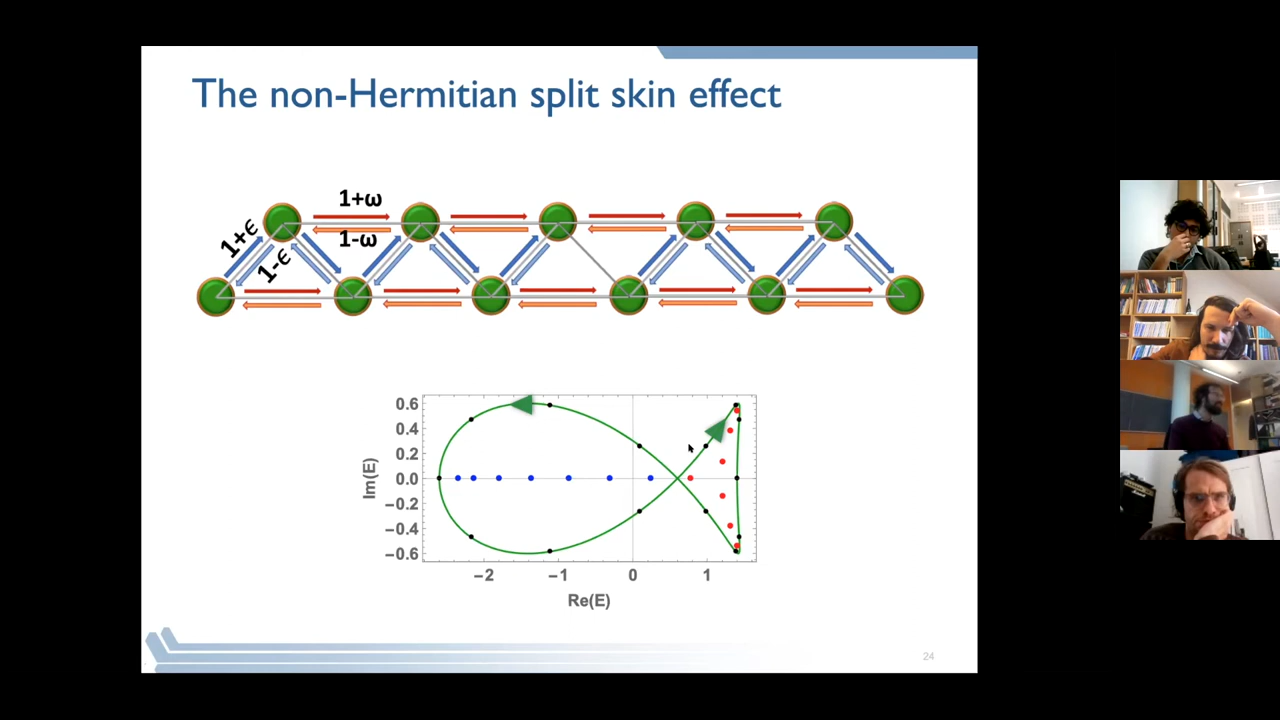 The non-Hermitian split skin effect
1+ω
1-ω
1+ϵ
1-ϵ
0.6
0.4
0.2
0.0
−0.2
−0.4
−0.6
Im(E)
−2 −1 0 1
Re(E)
24